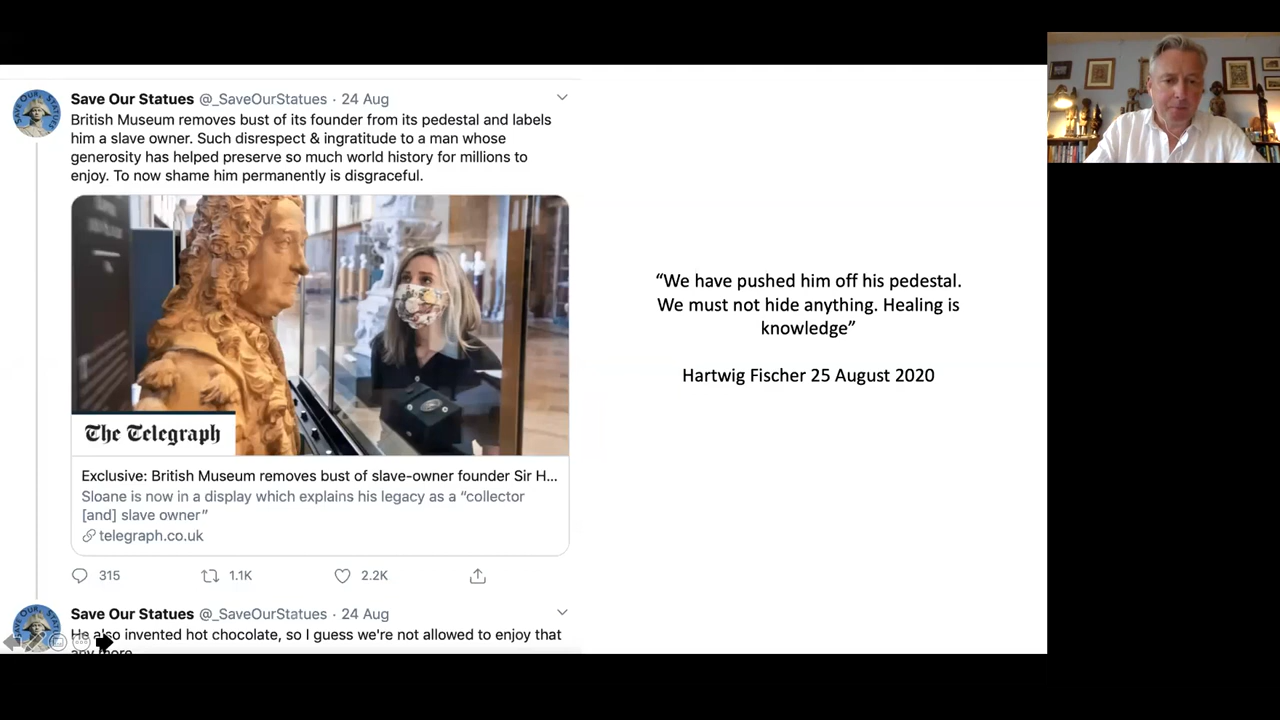 Save Our Statues @_SaveOurStatues · 24 Aug
British Museum removes bust of its founder from its pedestal and labels
him a slave owner. Such disrespect & ingratitude to a man whose
generosity has helped preserve so much world history for millions to
enjoy. To now shame him permanently is disgraceful.
The Telegraph
Exclusive: British Museum removes bust of slave-owner founder Sir H...
Sloane is now in a display which explains his legacy as a “collector
[and] slave owner”
telegraph.co.uk
315 1.1K 2.2K
Save Our Statues @_SaveOurStatues · 24 Aug
He also invented hot chocolate, so I guess we're not allowed to enjoy that
any more
“We have pushed him off his pedestal.
We must not hide anything. Healing is
knowledge”
Hartwig Fischer 25 August 2020